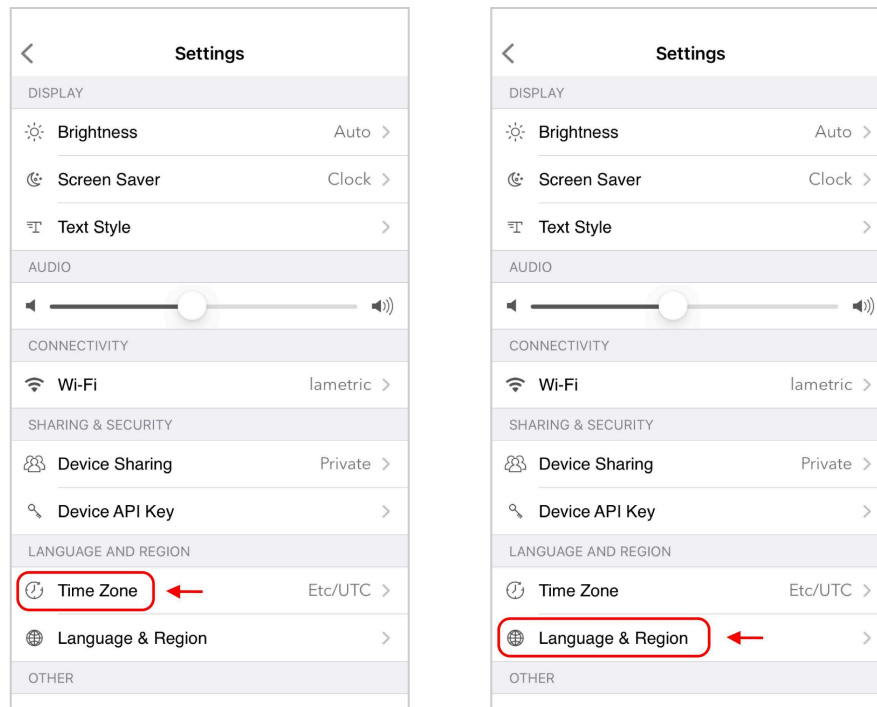 Settings
DISPLAY
Brightness Auto
Screen Saver Clock
Text Style
AUDIO
CONNECTIVITY
Wi-Fi lametric
SHARING & SECURITY
Device Sharing Private
Device API Key
LANGUAGE AND REGION
Time Zone Etc/UTC
Language & Region
OTHER
Settings
DISPLAY
Brightness Auto
Screen Saver Clock
Text Style
AUDIO
CONNECTIVITY
Wi-Fi lametric
SHARING & SECURITY
Device Sharing Private
Device API Key
LANGUAGE AND REGION
Time Zone Etc/UTC
Language & Region
OTHER